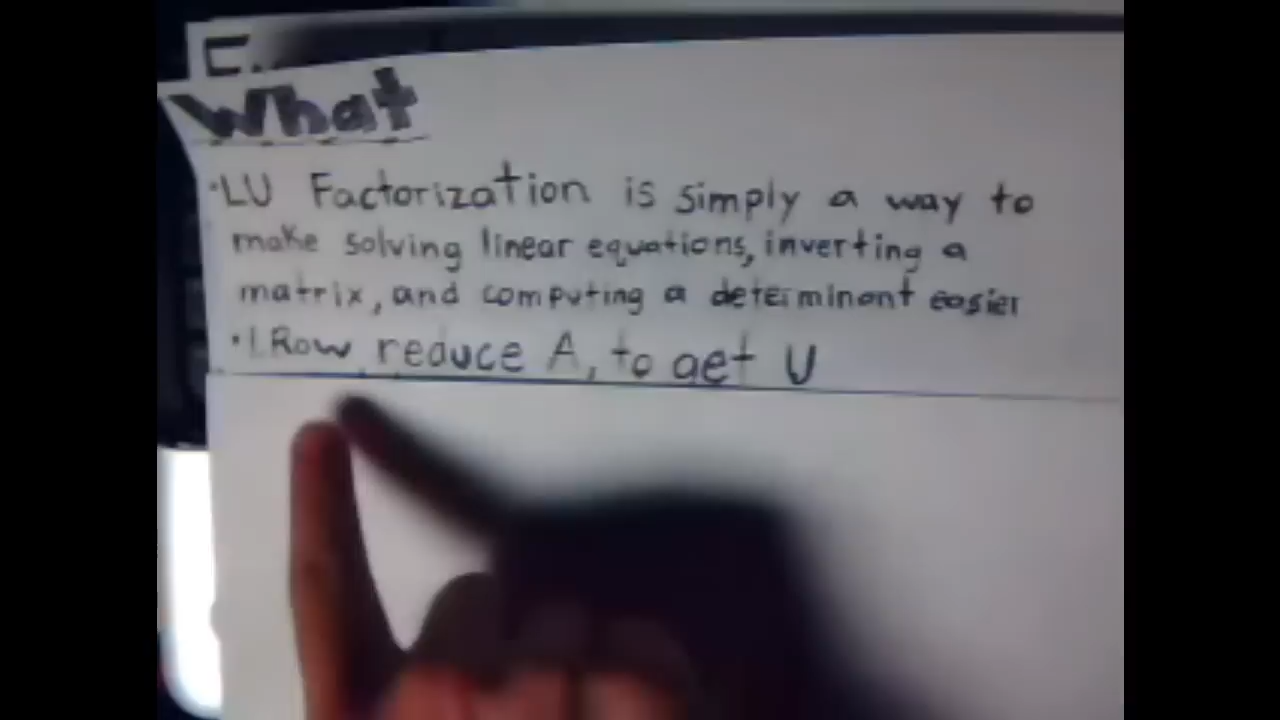 What
·LU Factorization is simply a way to
make solving linear equations, inverting a
matrix, and computing a determinant easier
·1. Row reduce A, to get U